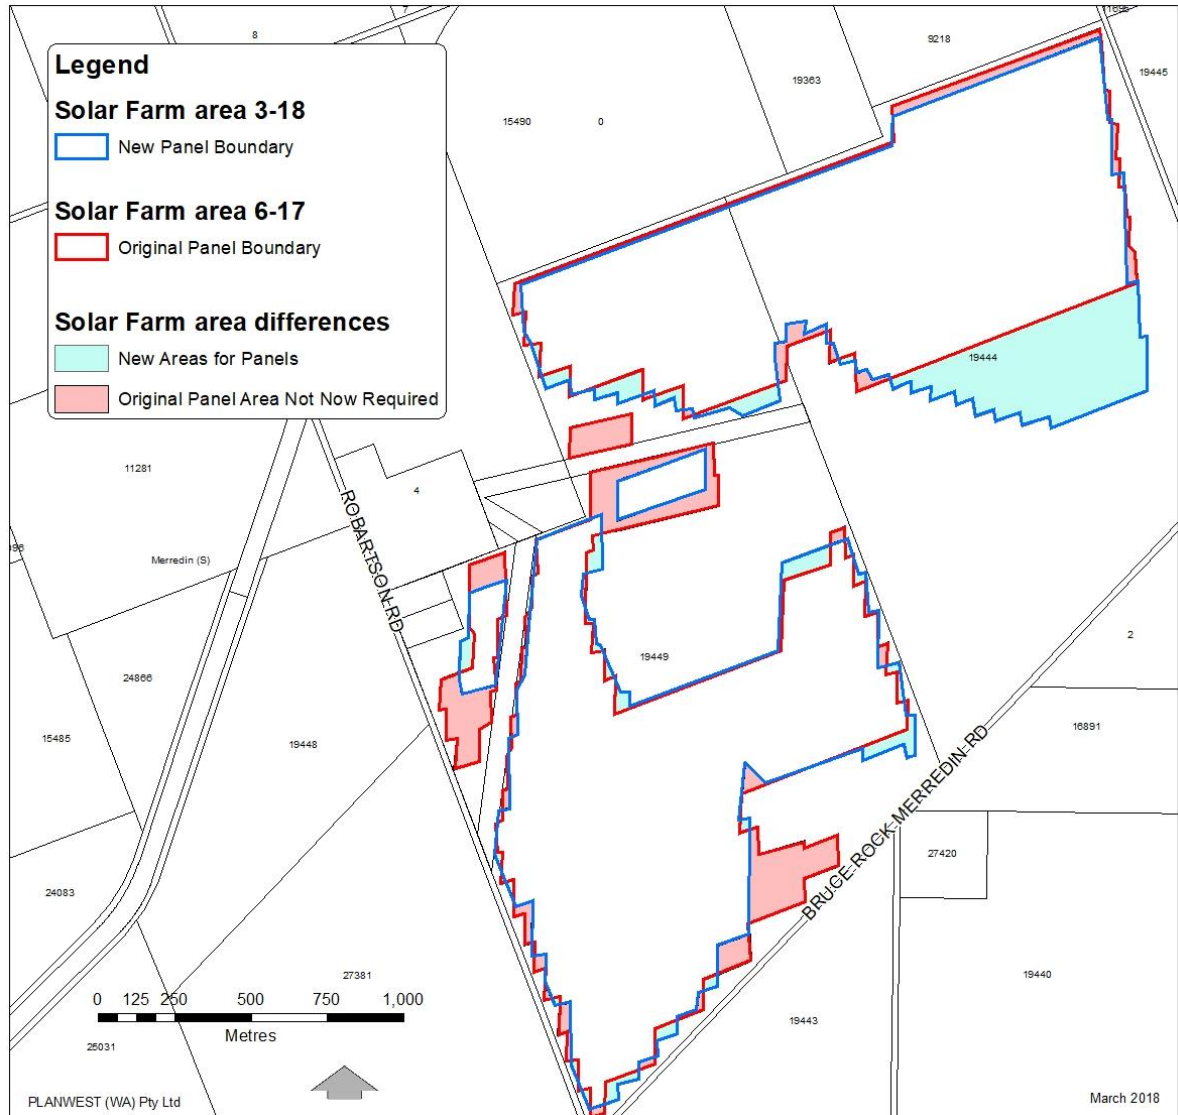 7
11695
8
9218
19363
19445
Legend
Solar Farm area 3-18
New Panel Boundary
15490
0
Solar Farm area 6-17
Original Panel Boundary
Solar Farm area differences
New Areas for Panels
Original Panel Area Not Now Required
19444
11281
4
ROBARTSON RD
Merredin (S)
2
19449
24866
15485
19448
16891
BRUCE ROCK-MERREDIN RD
27420
24083
27381
19440
0 125 250 500 750 1,000
Metres
19443
25031
PLANWEST (WA) Pty Ltd
March 2018